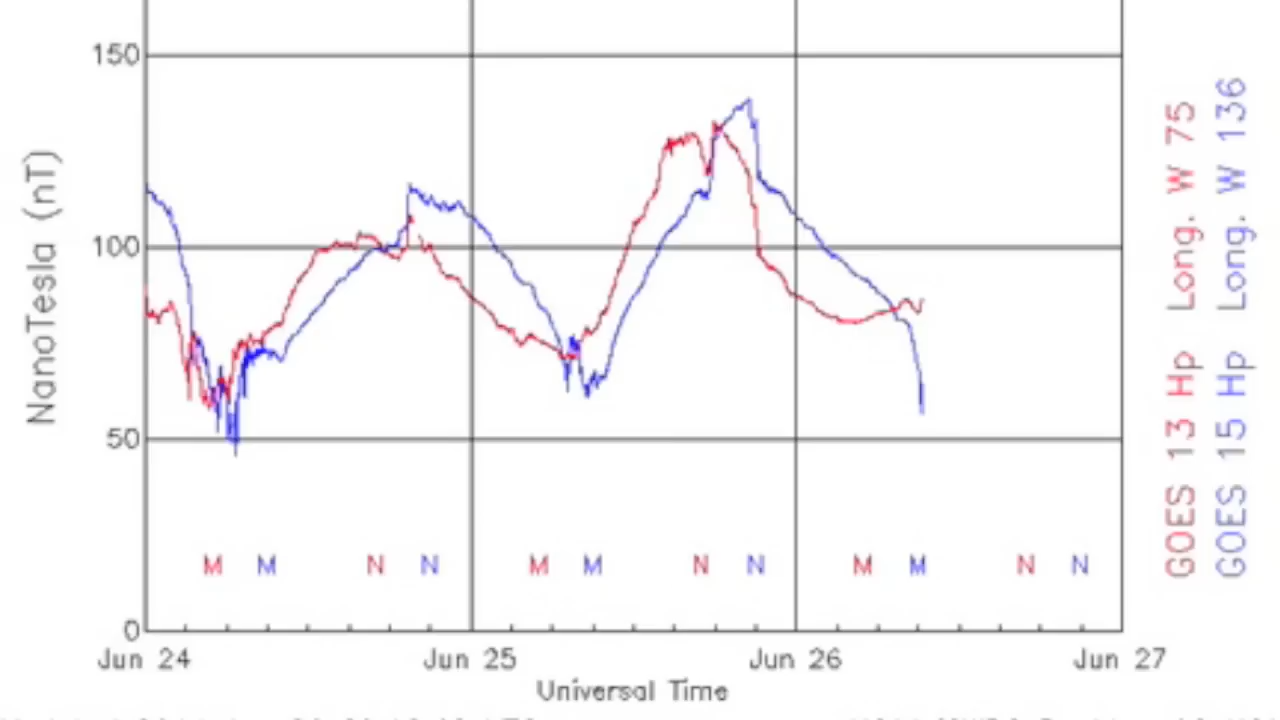 150
100
50
0
NanoTesla (nT)
M M N N M M N N M M N N
Jun 24 Jun 25 Jun 26 Jun 27
Universal Time
GOES 13 Hp Long. W 75
GOES 15 Hp Long. W 136